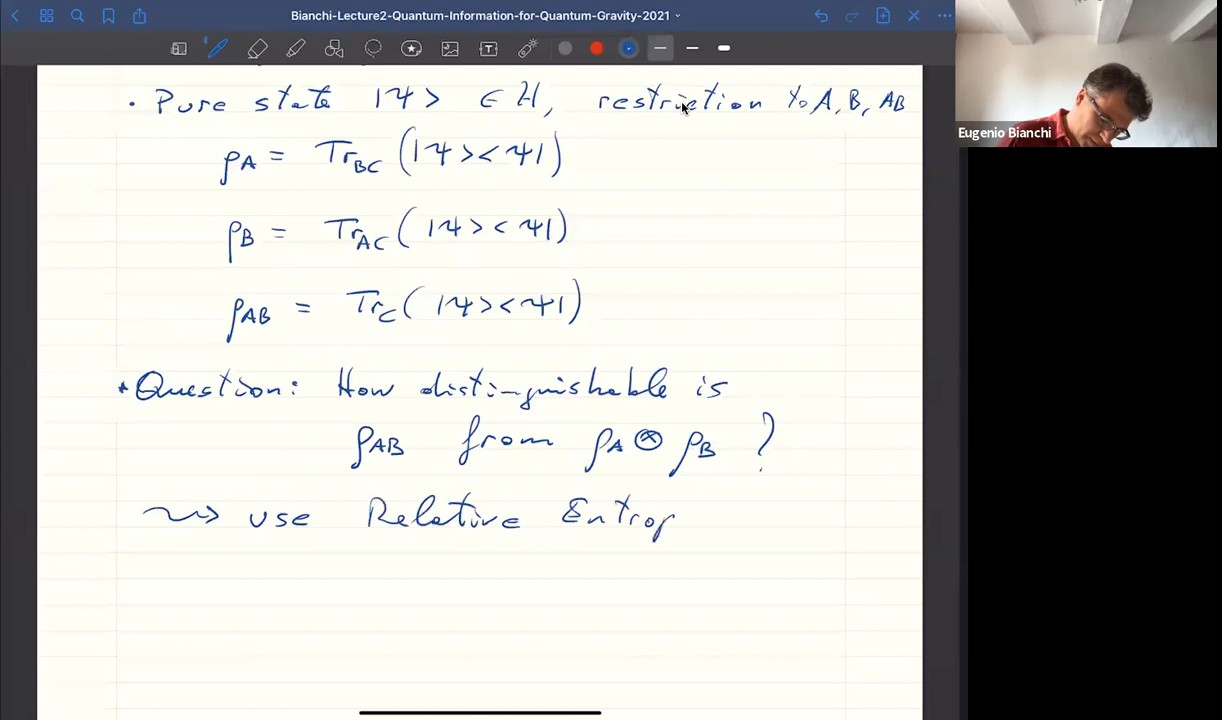 Bianchi-Lecture2-Quantum-Information-for-Quantum-Gravity-2021
Eugenio Bianchi
• Pure state |ψ> ∈ H, restriction to A, B, AB
ρA = TrBC (|ψ><ψ|)
ρB = TrAC (|ψ><ψ|)
ρAB = TrC (|ψ><ψ|)
• Question: How distinguishable is
ρAB from ρA ⊗ ρB ?
⇝ use Relative Entrop